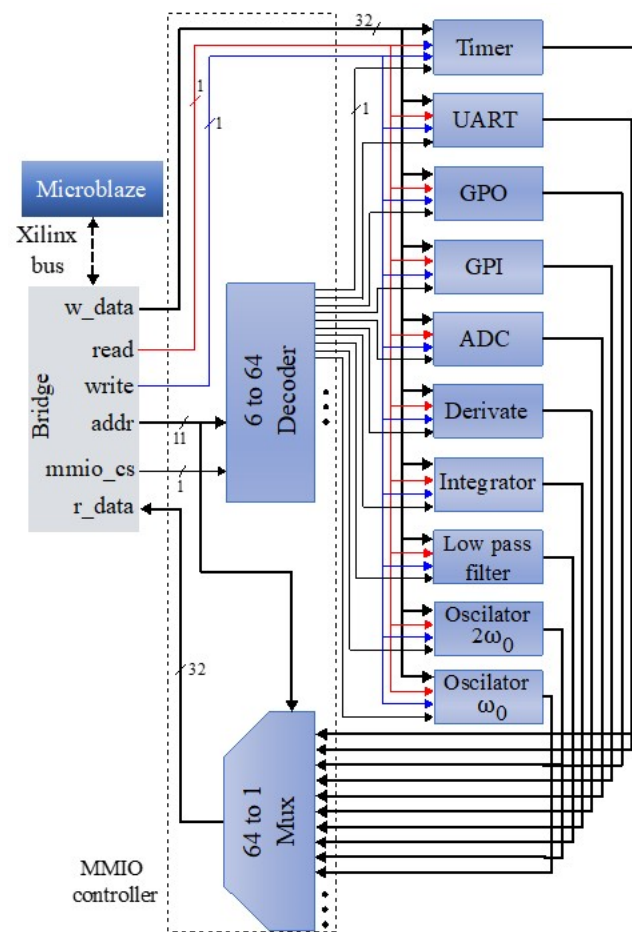 32
Timer
1
1
1
UART
Microblaze
GPO
Xilinx
bus
GPI
w_data
ADC
read
6 to 64
Decoder
write
Bridge
addr
Derivate
11
mmio_cs
Integrator
1
r_data
Low pass
filter
Oscilator
2ω₀
32
Oscilator
ω₀
64 to 1
Mux
MMIO
controller